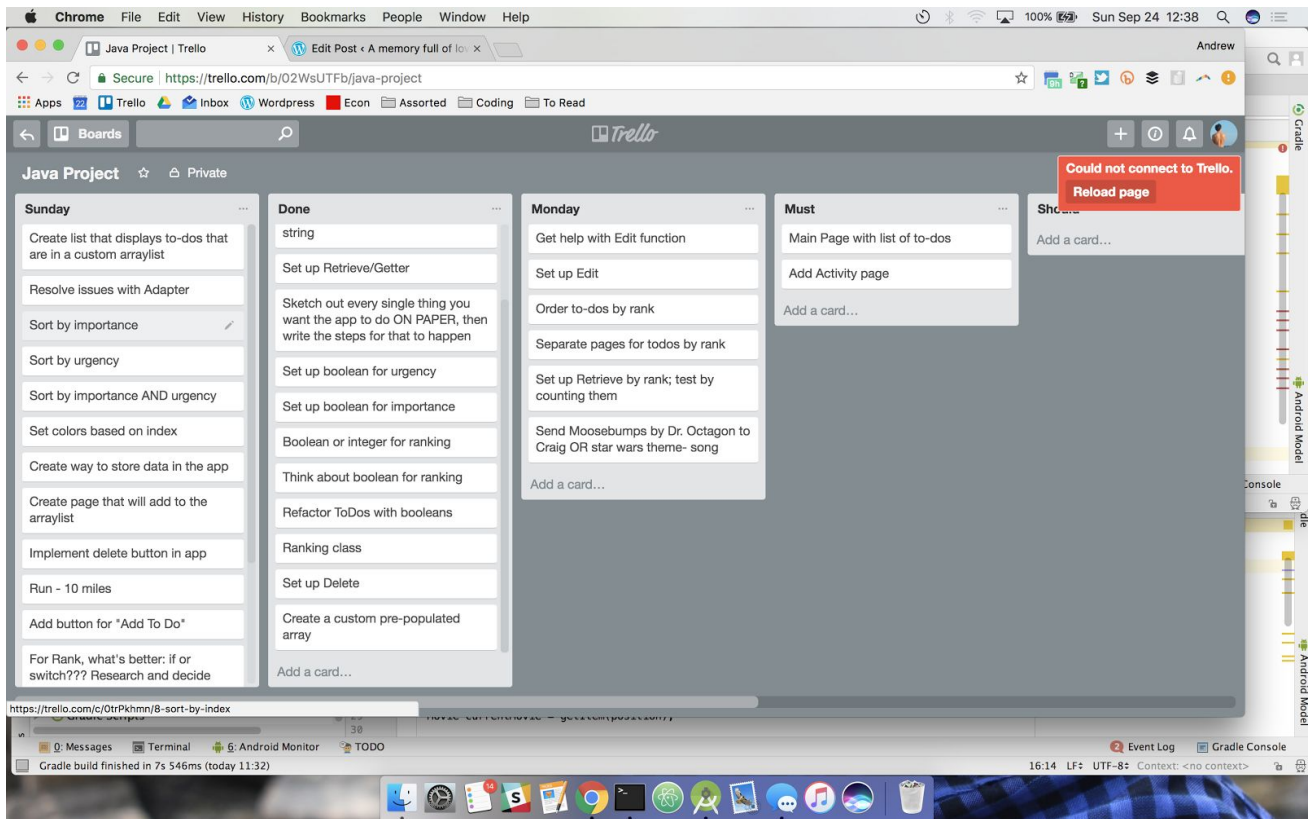 Chrome File Edit View History Bookmarks People Window Help 100% Sun Sep 24 12:38
Java Project | Trello Edit Post ‹ A memory full of lov Andrew
Secure https://trello.com/b/02WsUTFb/java-project
Apps 22 Trello Inbox Wordpress Econ Assorted Coding To Read
Boards Trello
Java Project Private
Could not connect to Trello.
Reload page
Sunday
Create list that displays to-dos that
are in a custom arraylist
Resolve issues with Adapter
Sort by importance
Sort by urgency
Sort by importance AND urgency
Set colors based on index
Create way to store data in the app
Create page that will add to the
arraylist
Implement delete button in app
Run - 10 miles
Add button for "Add To Do"
For Rank, what's better: if or
switch??? Research and decide
Done
string
Set up Retrieve/Getter
Sketch out every single thing you
want the app to do ON PAPER, then
write the steps for that to happen
Set up boolean for urgency
Set up boolean for importance
Boolean or integer for ranking
Think about boolean for ranking
Refactor ToDos with booleans
Ranking class
Set up Delete
Create a custom pre-populated
array
Add a card...
Monday
Get help with Edit function
Set up Edit
Order to-dos by rank
Separate pages for todos by rank
Set up Retrieve by rank; test by
counting them
Send Moosebumps by Dr. Octagon to
Craig OR star wars theme- song
Add a card...
Must
Main Page with list of to-dos
Add Activity page
Add a card...
Should
Add a card...
Gradle
Android Model
Console
Android Model
https://trello.com/c/0trPkhmn/8-sort-by-index
30
0: Messages Terminal 6: Android Monitor TODO Event Log Gradle Console
Gradle build finished in 7s 546ms (today 11:32) 16:14 LF÷ UTF-8÷ Context: <no context>
14